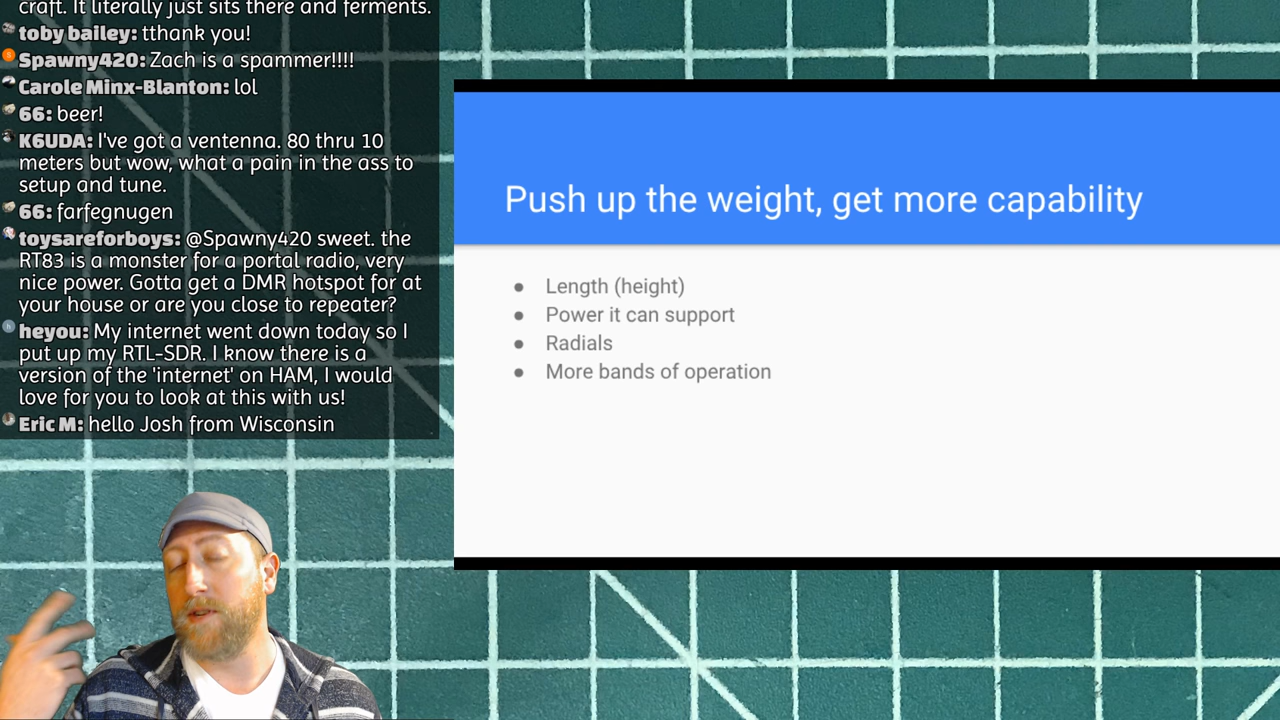 craft. It literally just sits there and ferments.
toby bailey: tthank you!
Spawny420: Zach is a spammer!!!!
Carole Minx-Blanton: lol
66: beer!
K6UDA: I've got a ventenna. 80 thru 10
meters but wow, what a pain in the ass to
setup and tune.
66: farfegnugen
toysareforboys: @Spawny420 sweet. the
RT83 is a monster for a portal radio, very
nice power. Gotta get a DMR hotspot for at
your house or are you close to repeater?
heyou: My internet went down today so I
put up my RTL-SDR. I know there is a
version of the 'internet' on HAM, I would
love for you to look at this with us!
Eric M: hello Josh from Wisconsin
Push up the weight, get more capability
● Length (height)
● Power it can support
● Radials
● More bands of operation